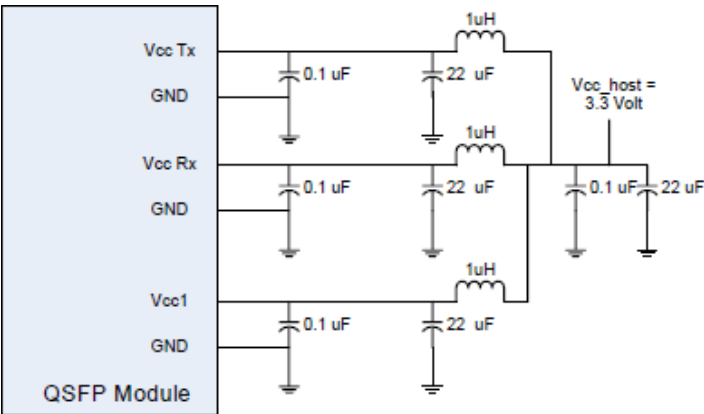 1uH
Vcc Tx
0.1 uF
22 uF
GND
Vcc_host =
3.3 Volt
1uH
Vcc Rx
0.1 uF
22 uF
0.1 uF
22 uF
GND
1uH
Vcc1
0.1 uF
22 uF
GND
QSFP Module